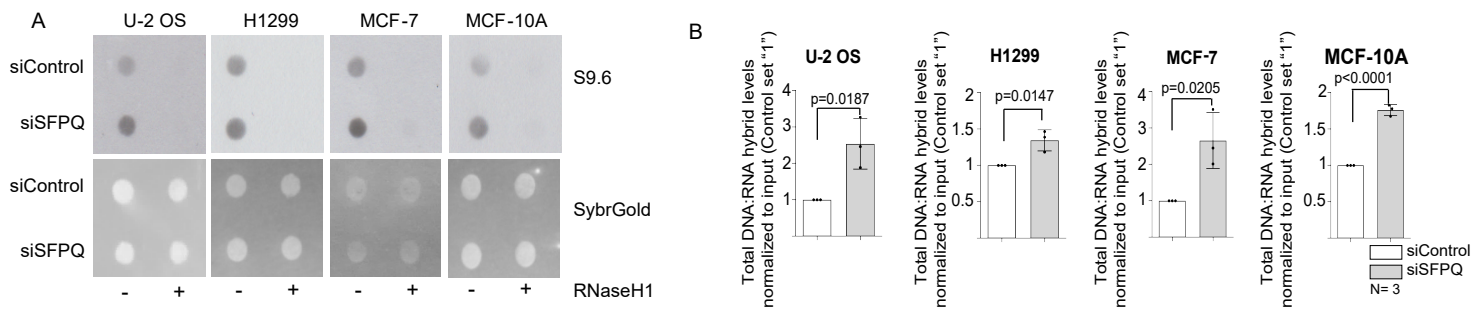 A
U-2 OS H1299 MCF-7 MCF-10A
siControl
S9.6
siSFPQ
siControl
SybrGold
siSFPQ
- + - + - + - + RNaseH1
B
Total DNA:RNA hybrid levels
normalized to input (Control set “1”)
U-2 OS
p=0.0187
4
3
2
1
Total DNA:RNA hybrid levels
normalized to input (Control set “1”)
H1299
p=0.0147
2
1.5
1
0.5
Total DNA:RNA hybrid levels
normalized to input (Control set “1”)
MCF-7
p=0.0205
4
3
2
1
Total DNA:RNA hybrid levels
normalized to input (Control set “1”)
MCF-10A
p<0.0001
2
1.5
1
0.5
siControl
siSFPQ
N= 3